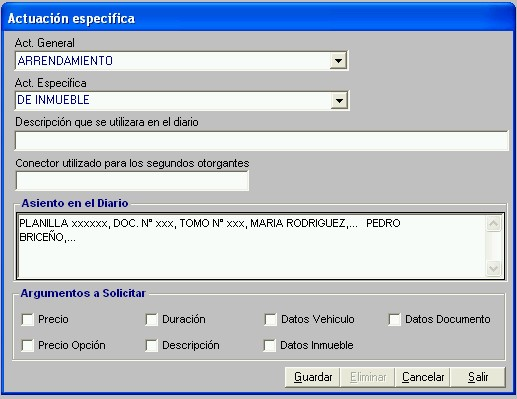 Actuación especifica
Act. General
ARRENDAMIENTO
Act. Especifica
DE INMUEBLE
Descripción que se utilizara en el diario
Conector utilizado para los segundos otorgantes
Asiento en el Diario
PLANILLA xxxxxx, DOC. Nº xxx, TOMO Nº xxx, MARIA RODRIGUEZ,... PEDRO
BRICEÑO,...
Argumentos a Solicitar
Precio Duración Datos Vehiculo Datos Documento
Precio Opción Descripción Datos Inmueble
Guardar Eliminar Cancelar Salir